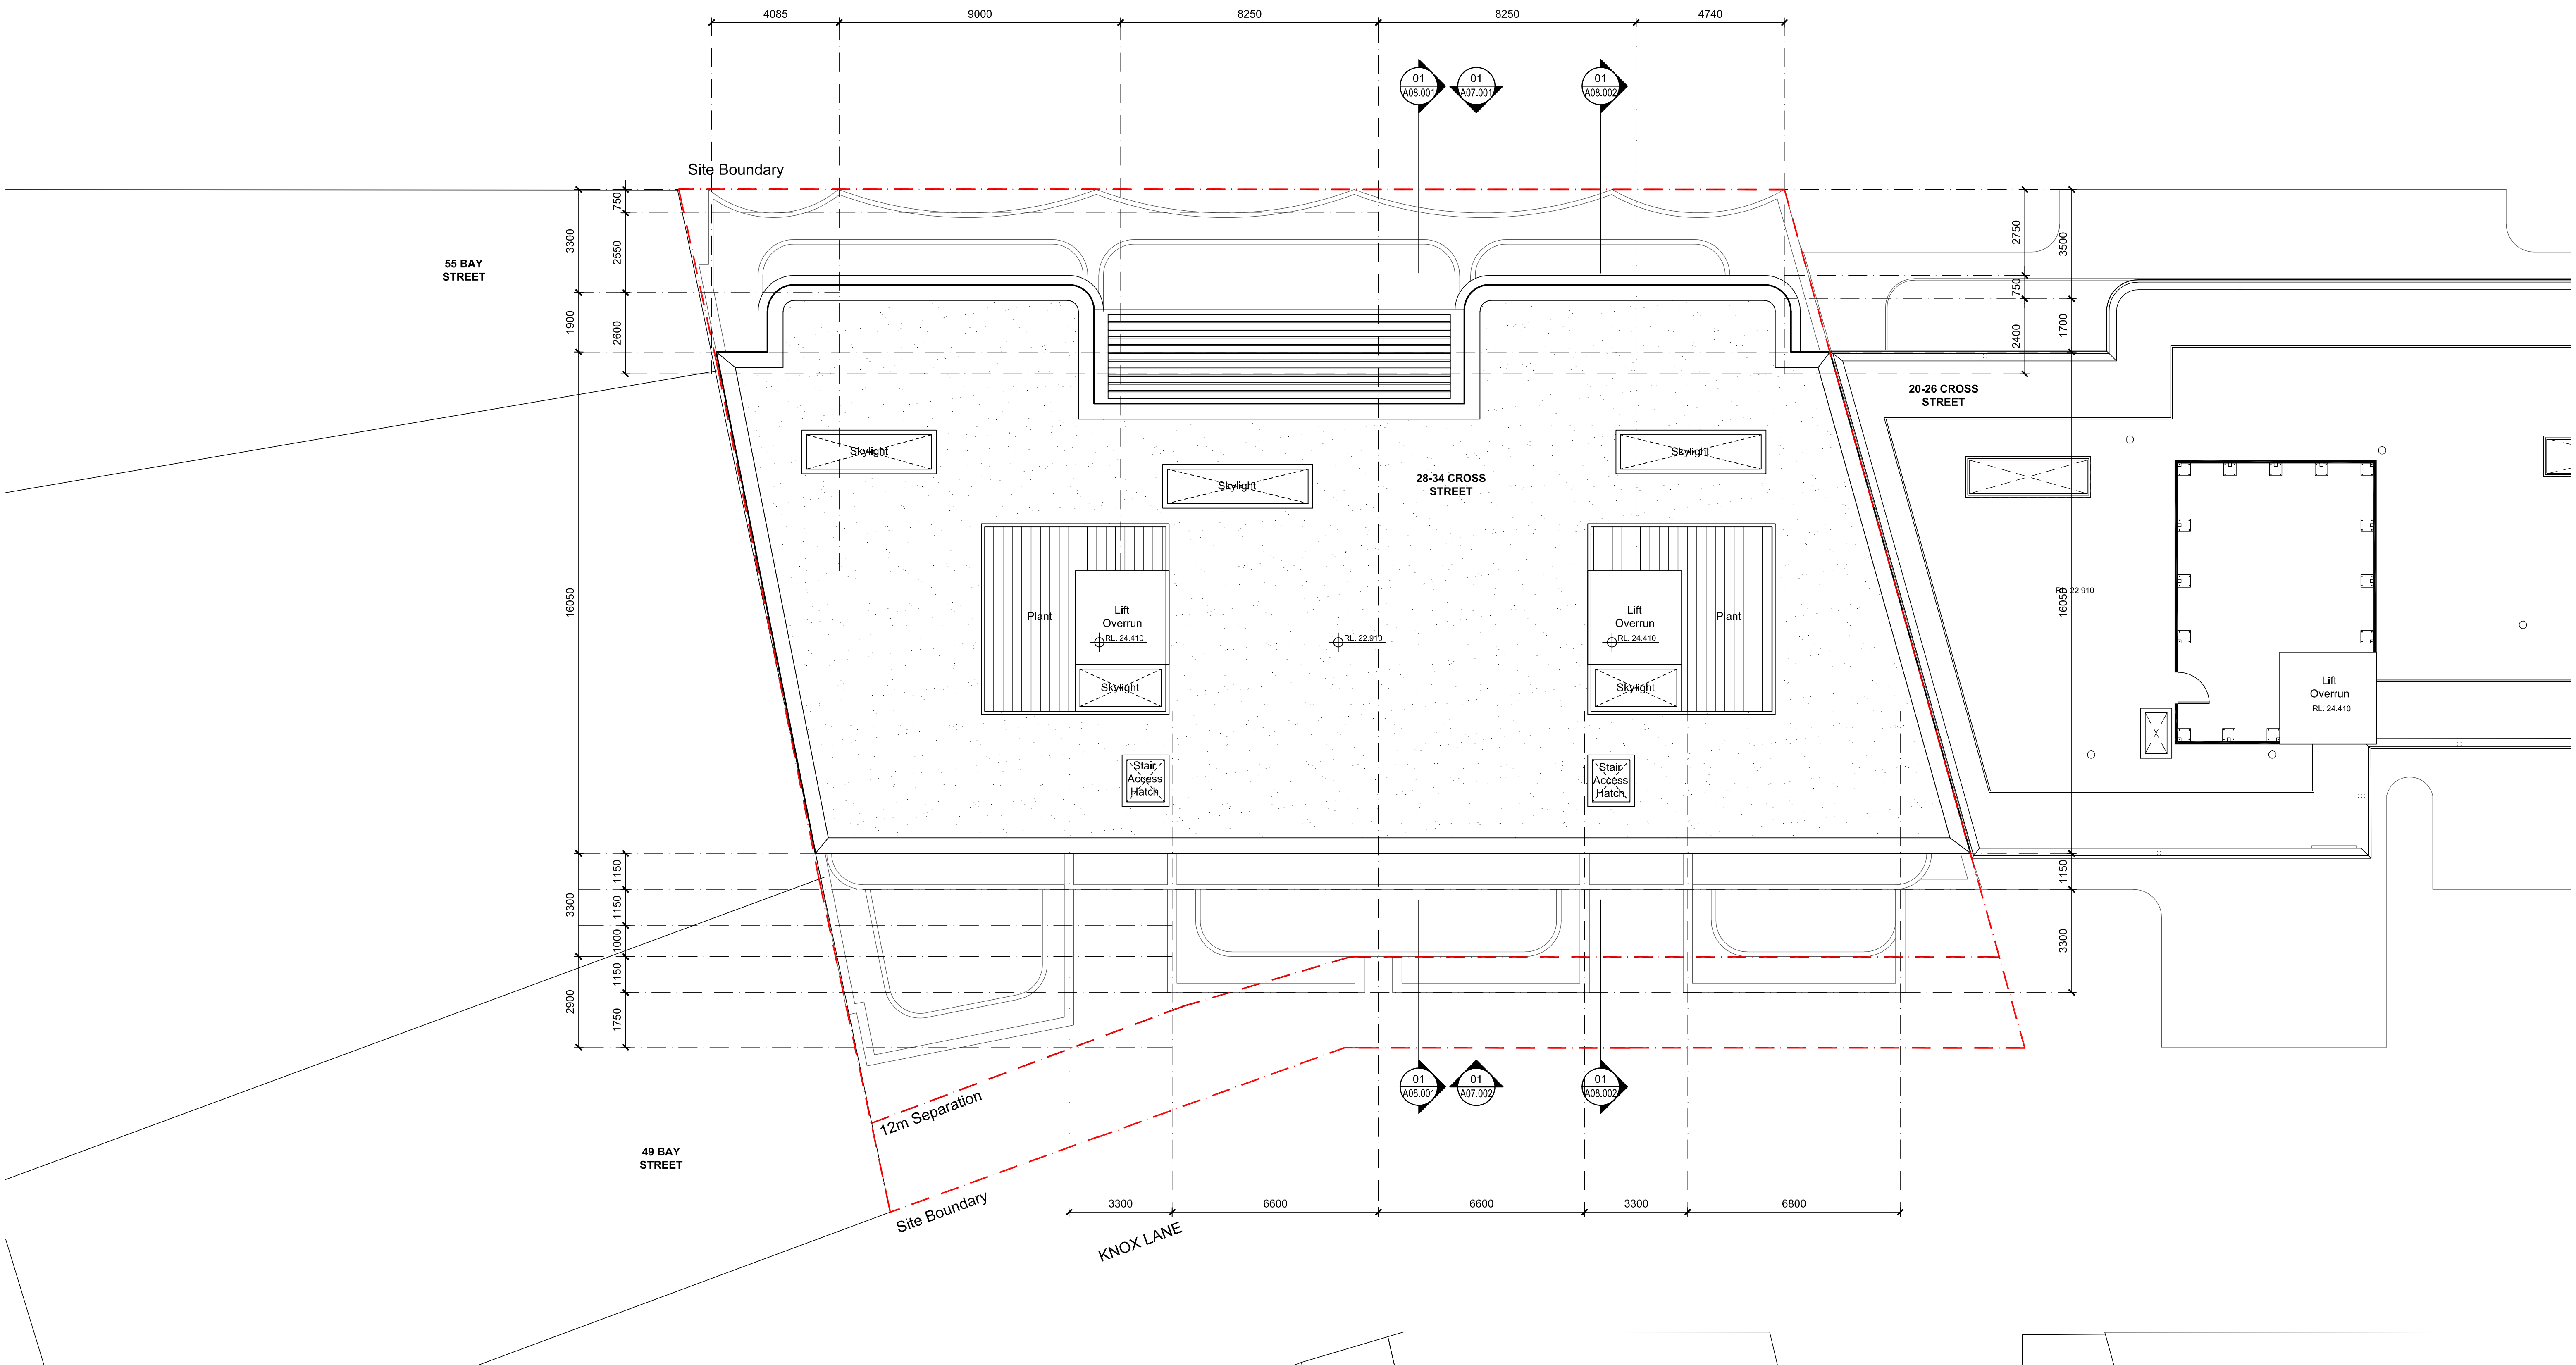 4085
9000
8250
8250
4740
01
A08.001
01
A07.001
01
A08.002
Site Boundary
750
3300
2550
1900
2600
2750
3500
750
1700
2400
55 BAY
STREET
20-26 CROSS
STREET
Skylight
Skylight
Skylight
28-34 CROSS
STREET
16050
Plant
Lift
Overrun
RL. 24.410
RL. 22.910
Lift
Overrun
RL. 24.410
Plant
16050
RL. 22.910
Skylight
Skylight
Lift
Overrun
RL. 24.410
Stair
Access
Hatch
Stair
Access
Hatch
1150
3300
1150
1000
1150
2900
1750
1150
3300
01
A08.001
01
A07.002
01
A08.002
12m Separation
49 BAY
STREET
Site Boundary
KNOX LANE
3300
6600
6600
3300
6800